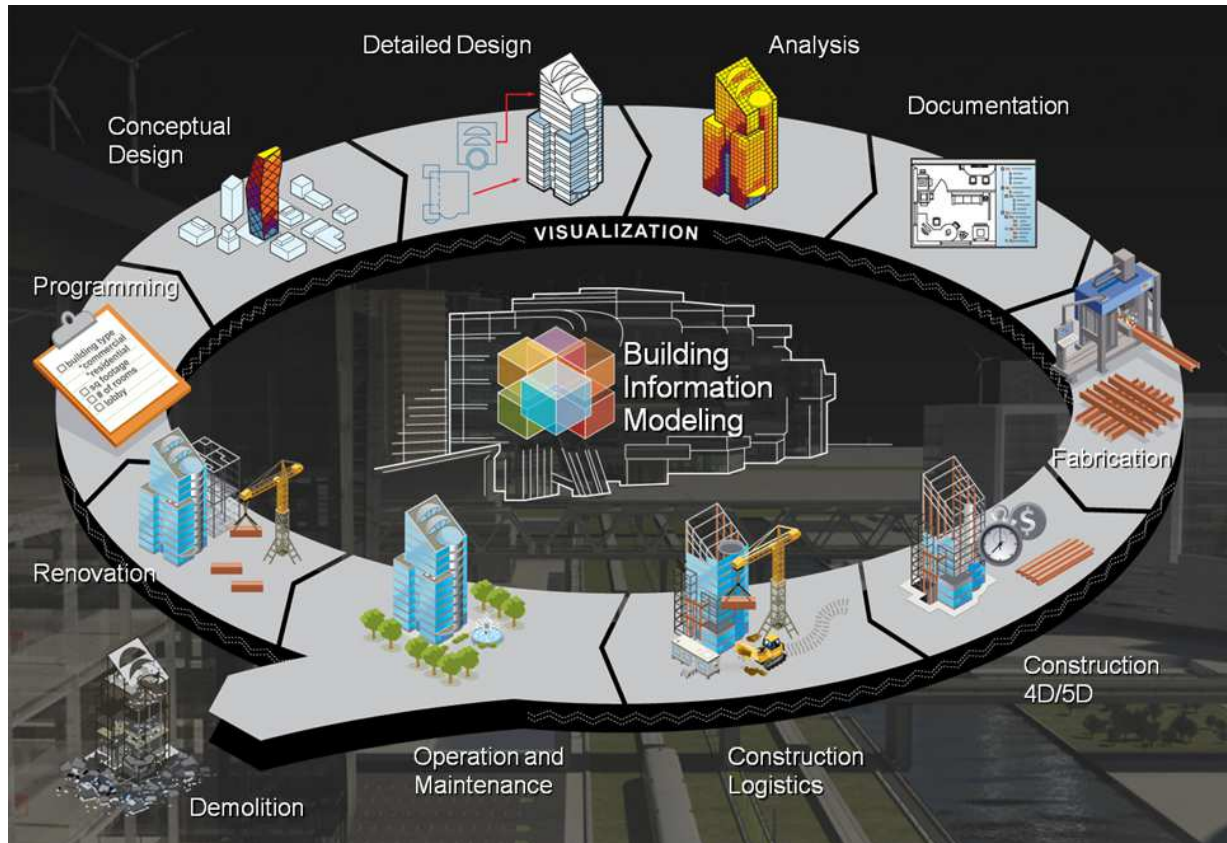 Detailed Design
Analysis
Documentation
Conceptual
Design
VISUALIZATION
Programming
building type
*commercial
*residential
sq footage
# of rooms
lobby
Building
Information
Modeling
$
Fabrication
Renovation
Construction
4D/5D
Operation and
Maintenance
Construction
Logistics
Demolition